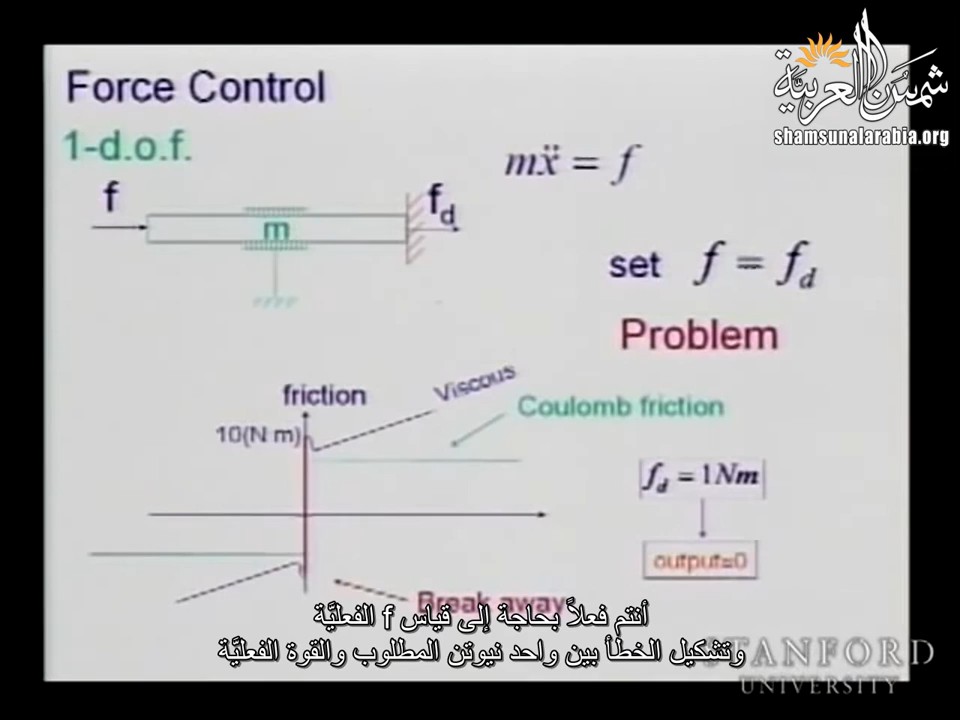 شمس العربية
shamsunalarabia.org
Force Control
1-d.o.f.
mẍ = f
f
m
f_d
set f = f_d
Problem
friction
Viscous
Coulomb friction
10(N m)
f_d = 1Nm
output=0
Break away
أنتم فعلاً بحاجة إلى قياس f الفعليَّة
وتشكيل الخطأ بين واحد نيوتن المطلوب والقوة الفعليَّة
STANFORD
UNIVERSITY